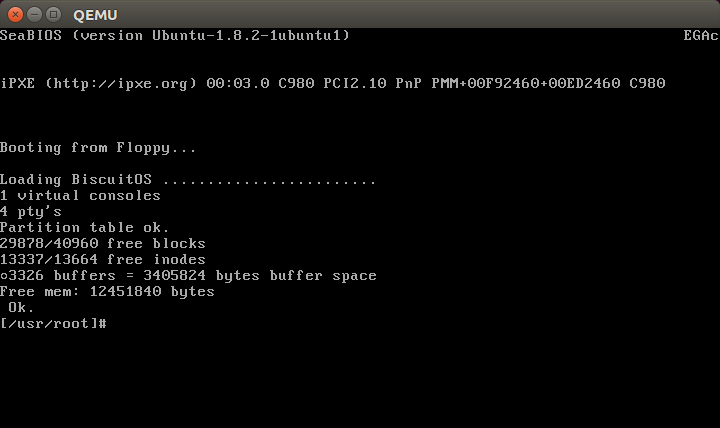 QEMU
SeaBIOS (version Ubuntu-1.8.2-1ubuntu1) EGAc
iPXE (http://ipxe.org) 00:03.0 C980 PCI2.10 PnP PMM+00F92460+00ED2460 C980
Booting from Floppy...
Loading BiscuitOS ........................
1 virtual consoles
4 pty's
Partition table ok.
29878/40960 free blocks
13337/13664 free inodes
3326 buffers = 3405824 bytes buffer space
Free mem: 12451840 bytes
Ok.
[/usr/root]#